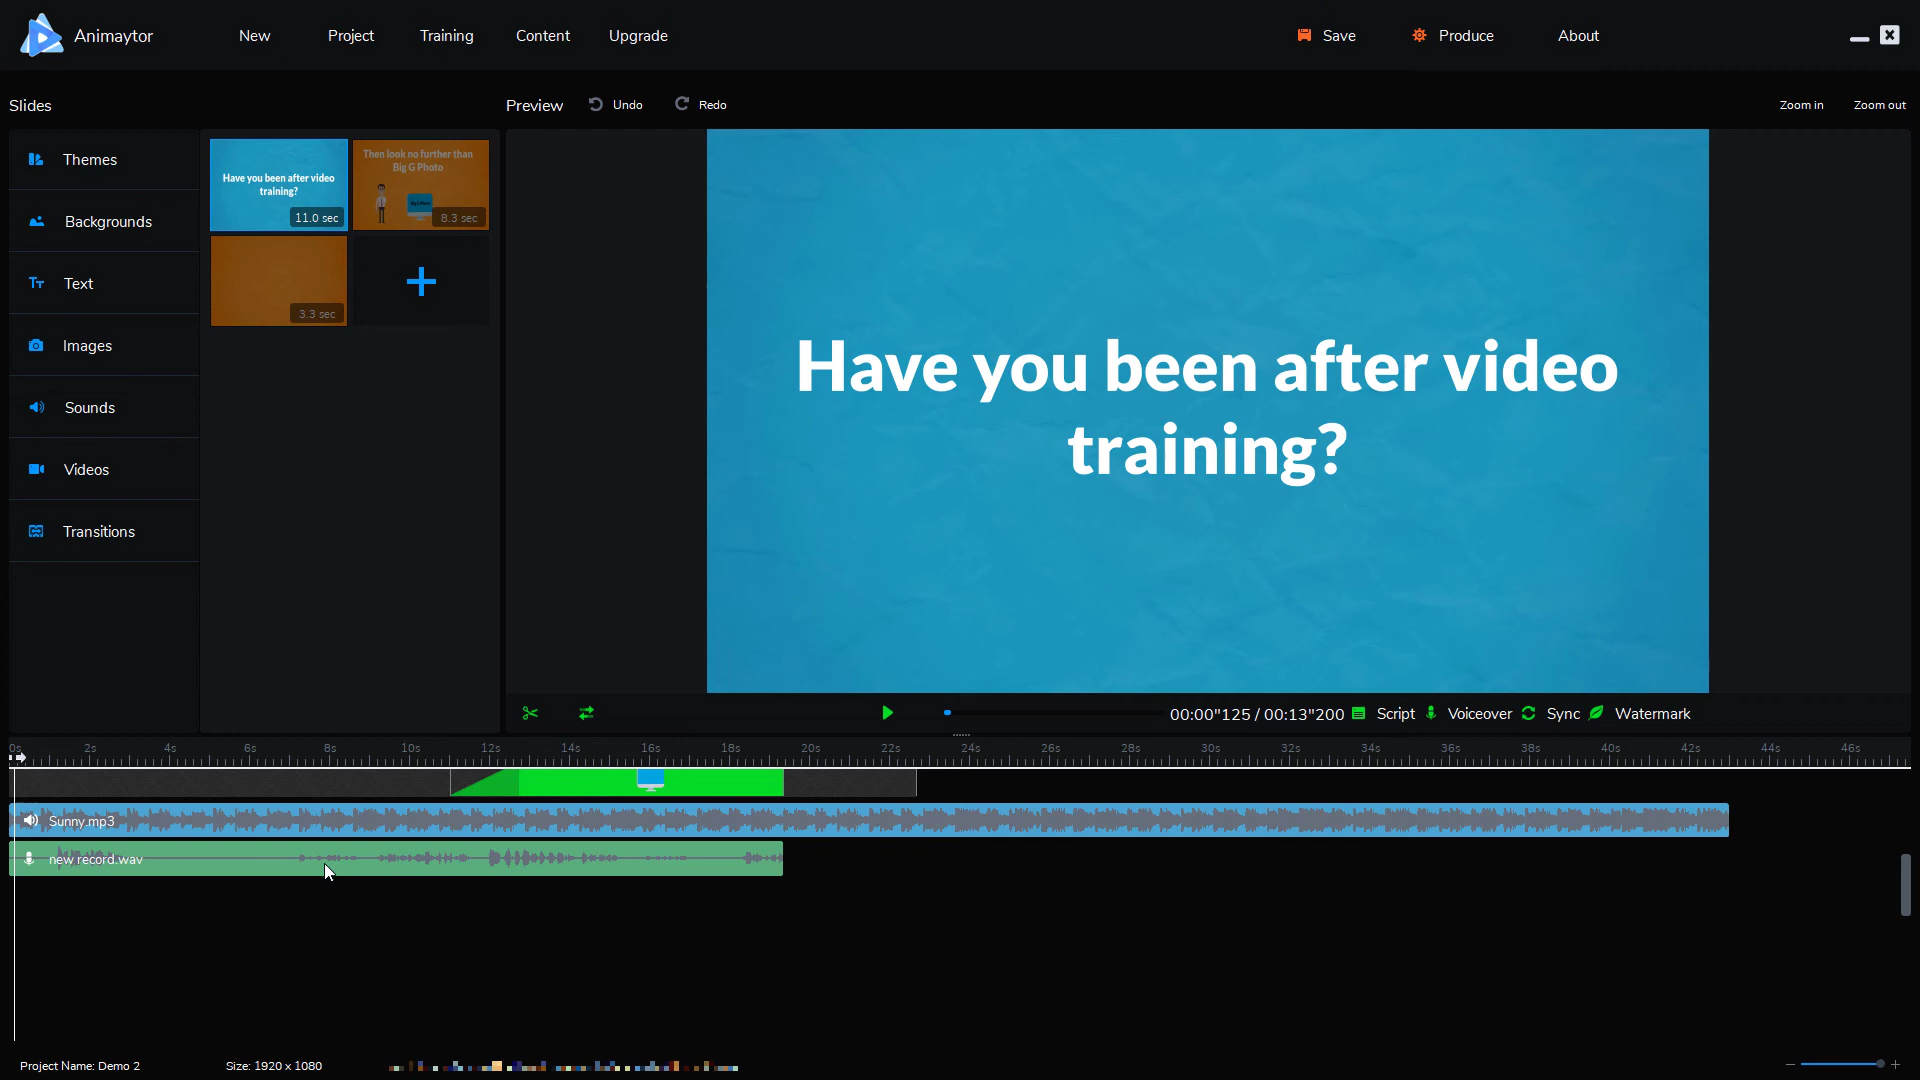 Animaytor
New
Project
Training
Content
Upgrade
Save
Produce
About
Slides
Preview
Undo
Redo
Zoom in
Zoom out
Themes
Backgrounds
Text
Images
Sounds
Videos
Transitions
Have you been after video
training?
11.0 sec
Then look no further than
Big G Photo
8.3 sec
3.3 sec
Have you been after video
training?
00:00"125 / 00:13"200
Script
Voiceover
Sync
Watermark
0s 2s 4s 6s 8s 10s 12s 14s 16s 18s 20s 22s 24s 26s 28s 30s 32s 34s 36s 38s 40s 42s 44s 46s
Sunny.mp3
new record.wav
Project Name: Demo 2
Size: 1920 x 1080